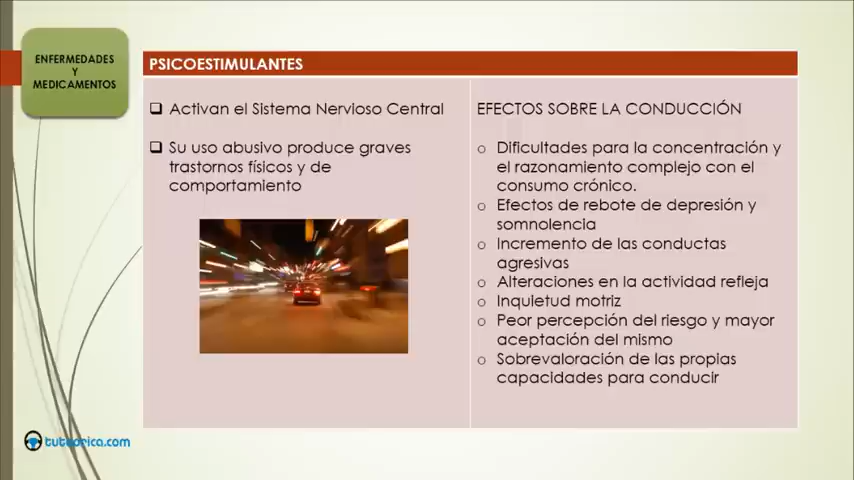 ENFERMEDADES
Y
MEDICAMENTOS
PSICOESTIMULANTES
Activan el Sistema Nervioso Central
Su uso abusivo produce graves
trastornos físicos y de
comportamiento
EFECTOS SOBRE LA CONDUCCIÓN
Dificultades para la concentración y
el razonamiento complejo con el
consumo crónico.
Efectos de rebote de depresión y
somnolencia
Incremento de las conductas
agresivas
Alteraciones en la actividad refleja
Inquietud motriz
Peor percepción del riesgo y mayor
aceptación del mismo
Sobrevaloración de las propias
capacidades para conducir